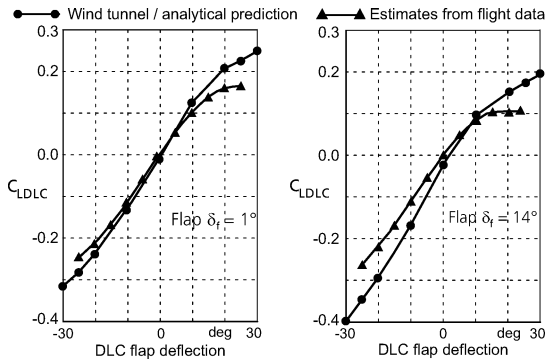 Wind tunnel / analytical prediction
Estimates from flight data
0.3
0.2
0.0
-0.2
-0.4
CLDLC
Flap δf = 1°
-30
0
deg
30
DLC flap deflection
0.3
0.2
0.0
-0.2
-0.4
CLDLC
Flap δf = 14°
-30
0
deg
30
DLC flap deflection